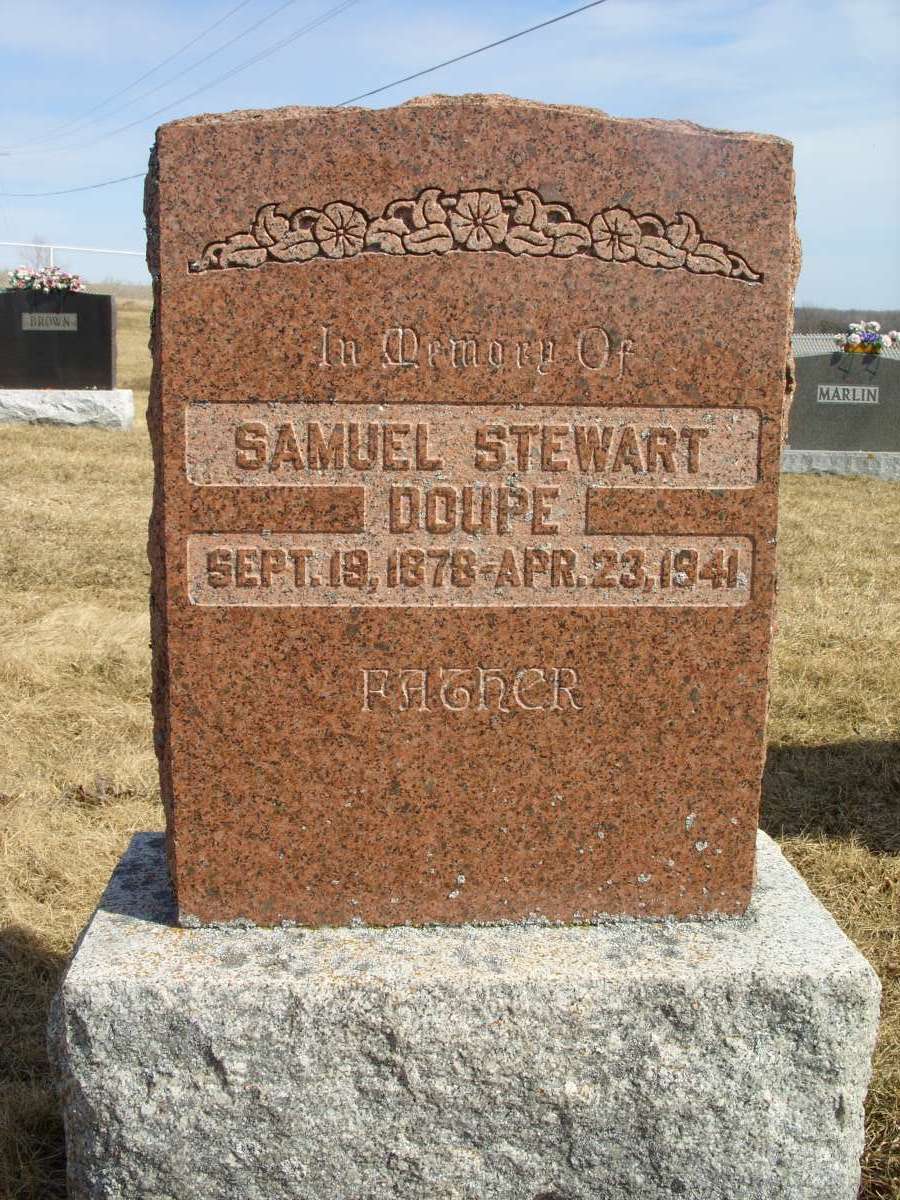 In Memory Of
SAMUEL STEWART
DOUPE
SEPT. 19, 1878-APR. 23, 1941
FATHER
BROWN
MARLIN